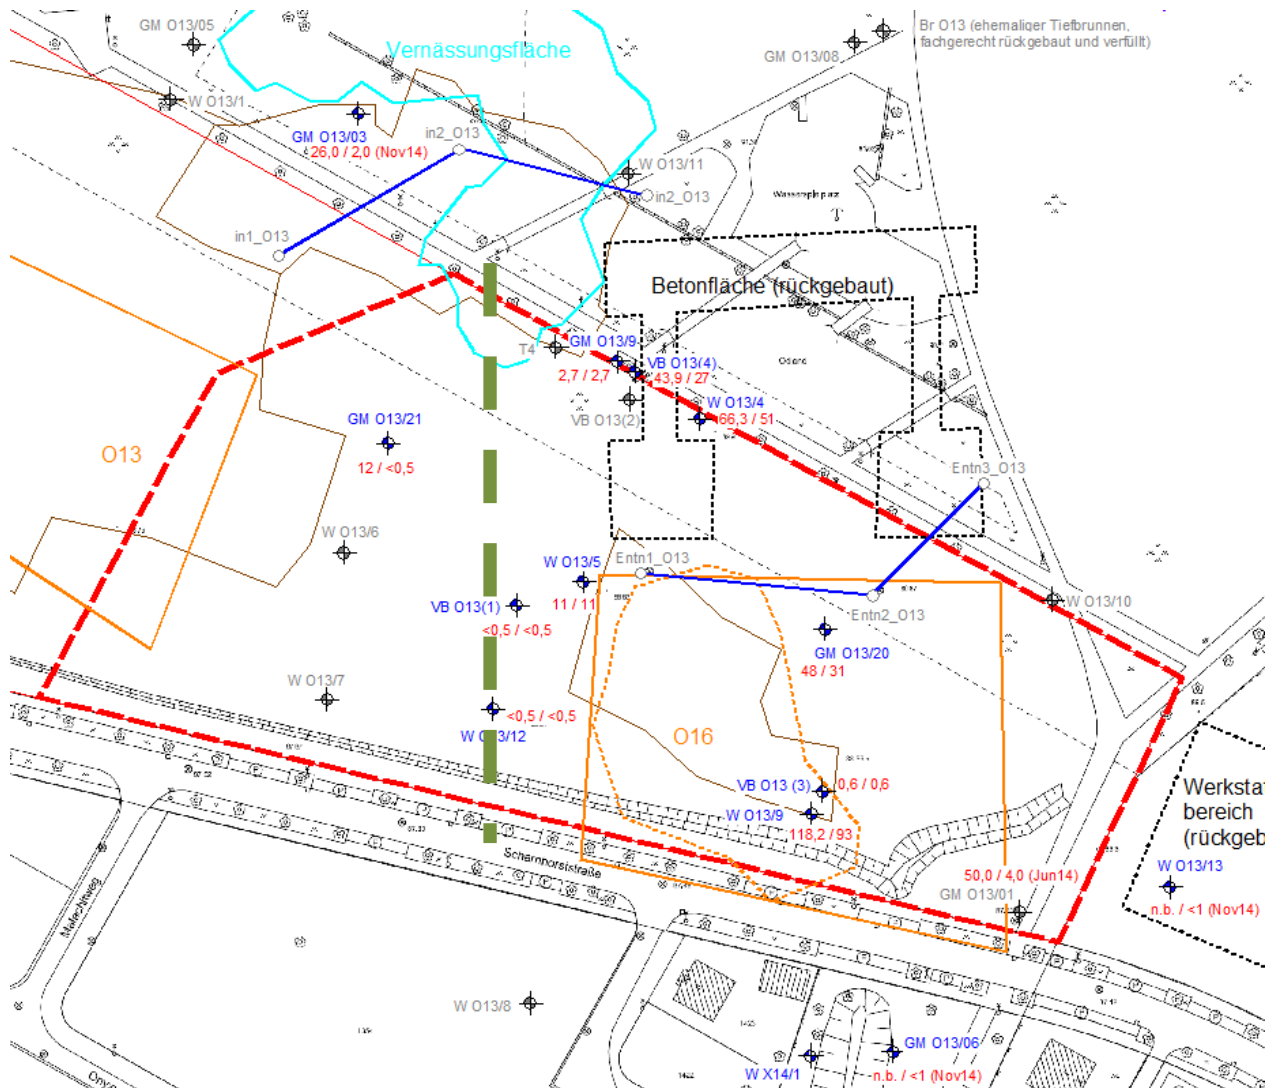 GM O13/05
Br O13 (ehemaliger Tiefbrunnen,
fachgerecht rückgebaut und verfüllt)
Vernässungsfläche
GM O13/08
W O13/1
GM O13/03
in2_O13
26,0 / 2,0 (Nov14)
W O13/11
in2_O13
Wasserspielplatz
in1_O13
Betonfläche (rückgebaut)
T4
GM O13/9
VB O13(4)
2,7 / 2,7
43,9 / 27
W O13/4
VB O13(2)
66,3 / 51
GM O13/21
12 / <0,5
O13
Entn3_O13
W O13/6
W O13/5
Entn1_O13
11 / 11
VB O13(1)
<0,5 / <0,5
Entn2_O13
W O13/10
GM O13/20
48 / 31
W O13/7
<0,5 / <0,5
O16
VB O13 (3)
0,6 / 0,6
W O13/9
118,2 / 93
bereich
W O13/13
n.b. / <1 (Nov14)
Scharnhorststraße
50,0 / 4,0 (Jun14)
GM O13/01
Malachitweg
W O13/8
GM O13/06
W X14/1
n.b. / <1 (Nov14)